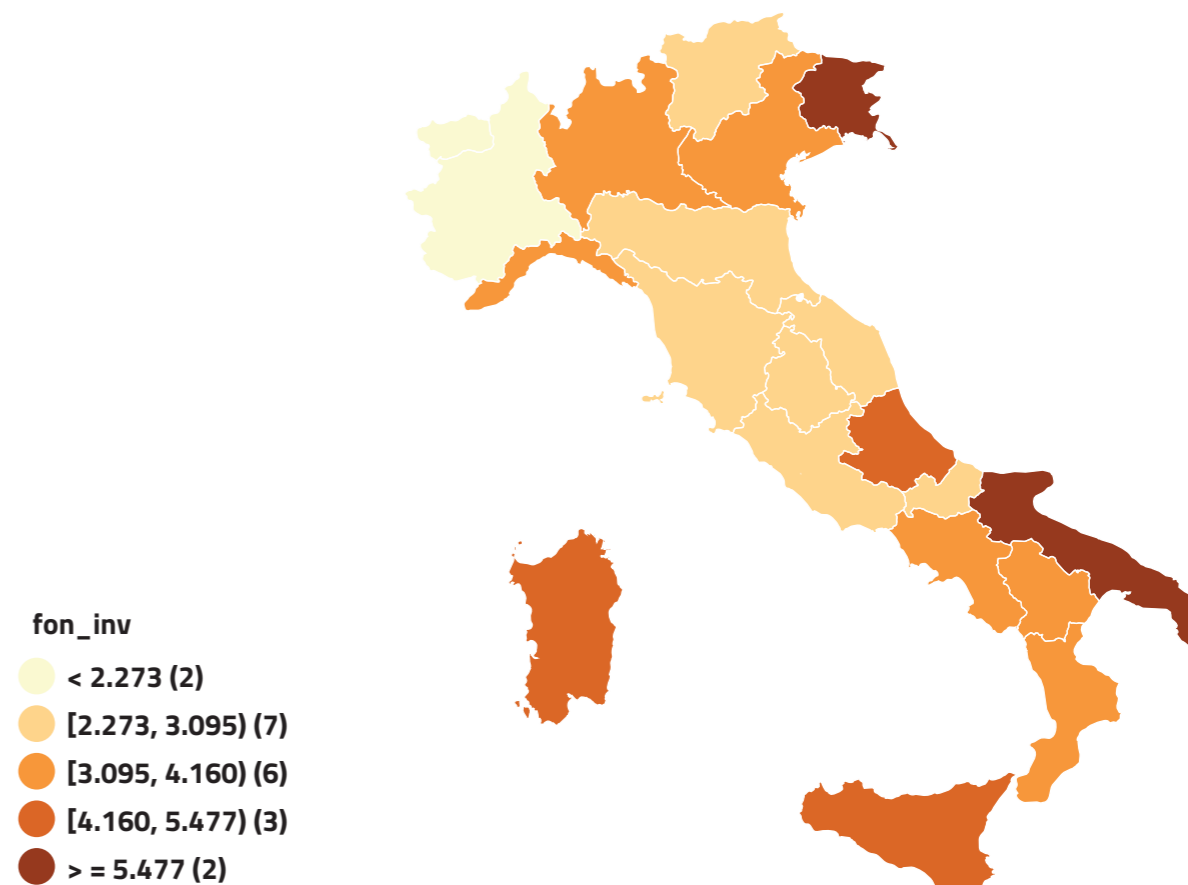 fon_inv
< 2.273 (2)
[2.273, 3.095) (7)
[3.095, 4.160) (6)
[4.160, 5.477) (3)
> = 5.477 (2)